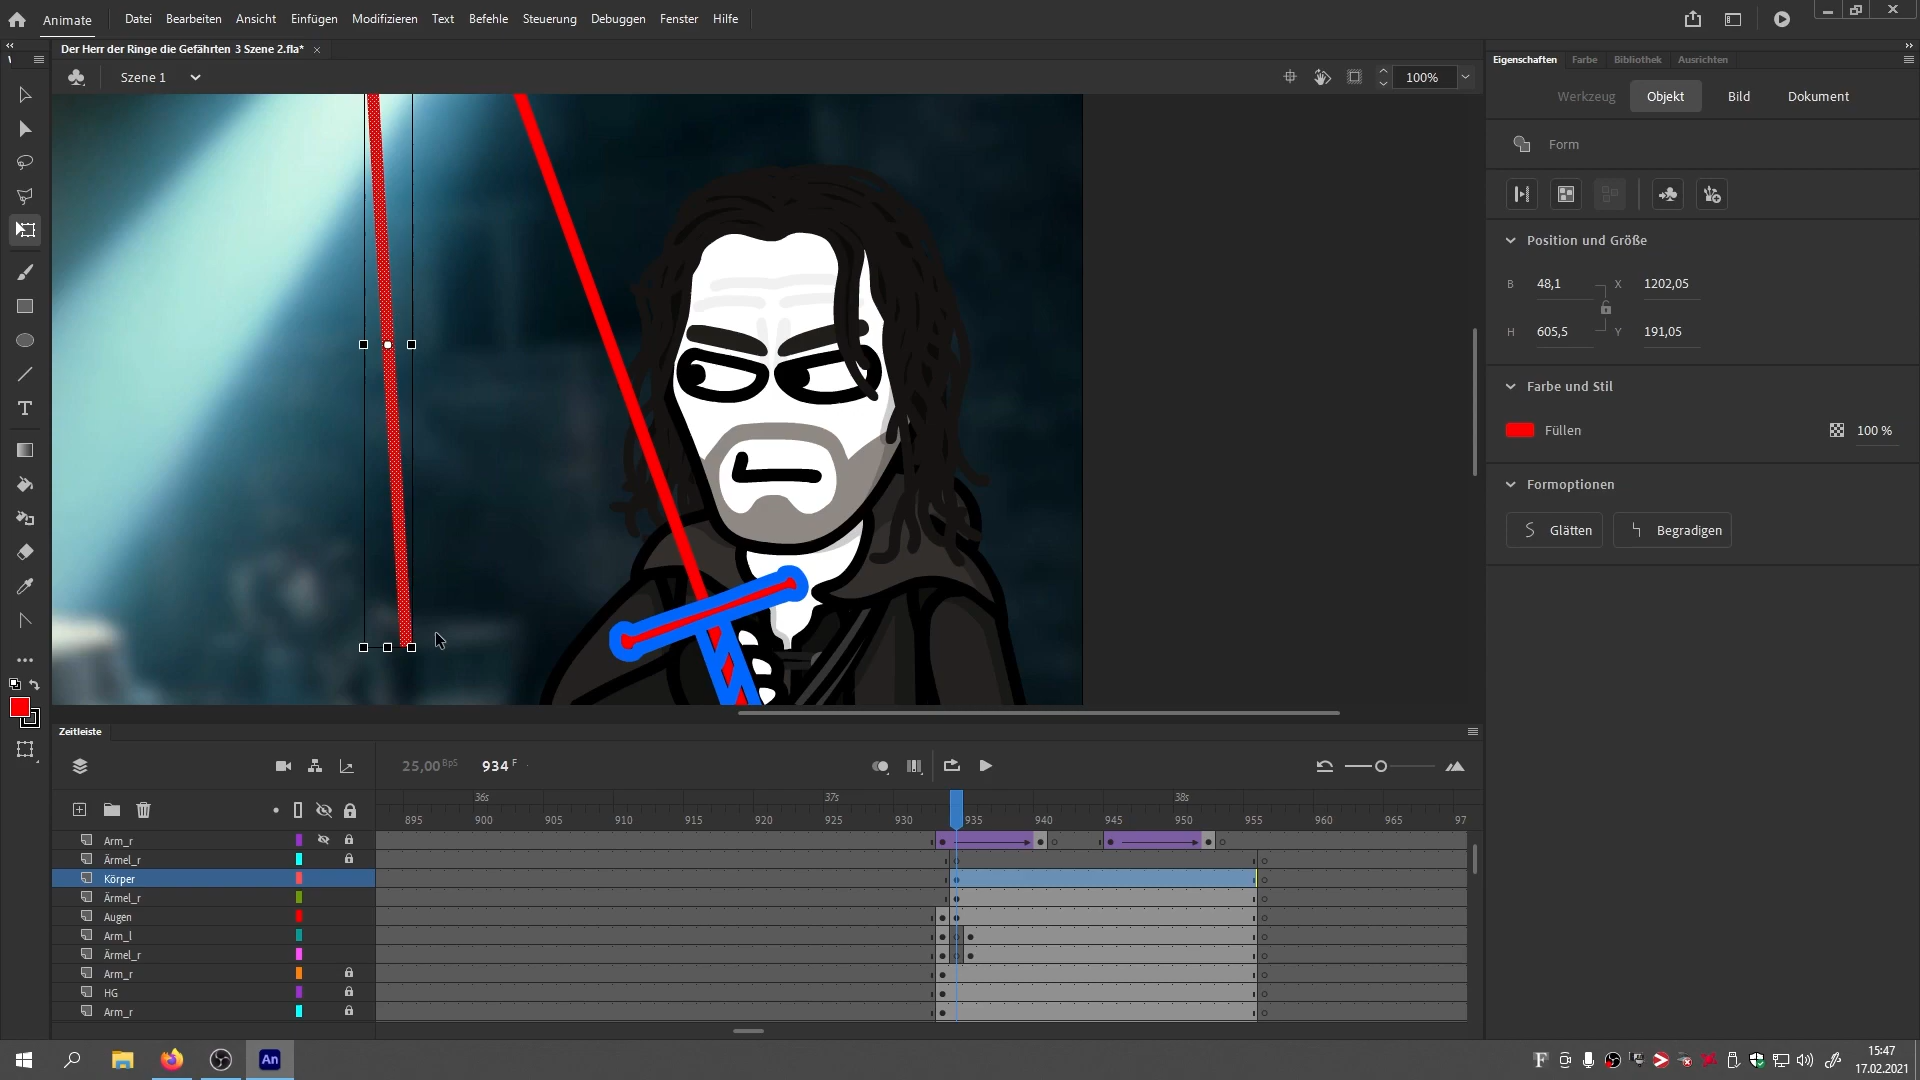 Animate
Datei Bearbeiten Ansicht Einfügen Modifizieren Text Befehle Steuerung Debuggen Fenster Hilfe
Der Herr der Ringe die Gefährten 3 Szene 2.fla*
Szene 1
100%
Eigenschaften Farbe Bibliothek Ausrichten
Werkzeug Objekt Bild Dokument
Form
Position und Größe
B 48,1 X 1202,05
H 605,5 Y 191,05
Farbe und Stil
Füllen 100 %
Formoptionen
Glätten Begradigen
Zeitleiste
25,00 BpS 934 F
36s 37s 38s
895 900 905 910 915 920 925 930 935 940 945 950 955 960 965 97
Arm_r
Ärmel_r
Körper
Ärmel_r
Augen
Arm_l
Ärmel_r
Arm_r
HG
Arm_r
An
15:47
17.02.2021